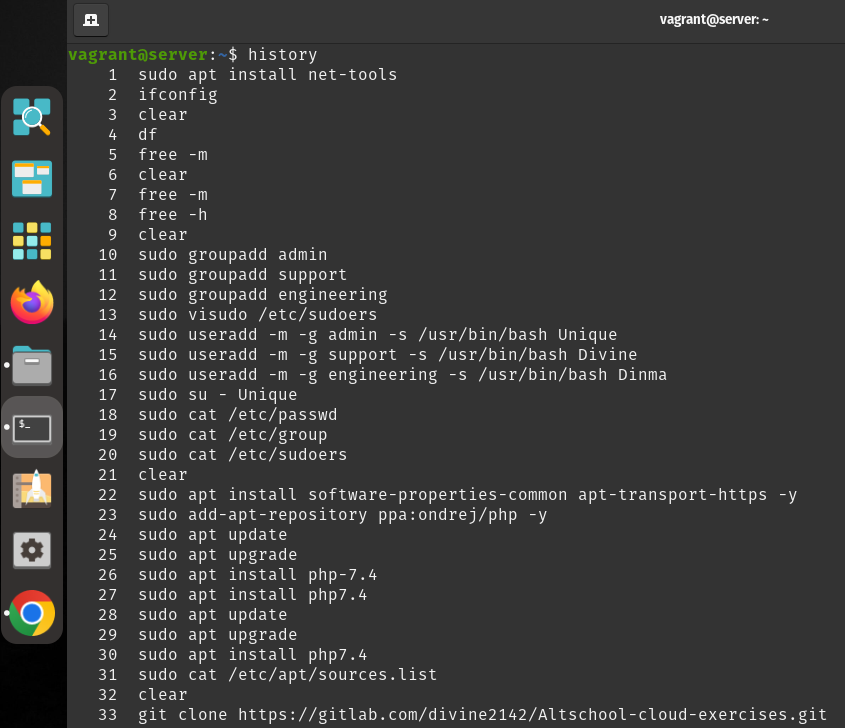 vagrant@server: ~
vagrant@server:~$ history
1 sudo apt install net-tools
2 ifconfig
3 clear
4 df
5 free -m
6 clear
7 free -m
8 free -h
9 clear
10 sudo groupadd admin
11 sudo groupadd support
12 sudo groupadd engineering
13 sudo visudo /etc/sudoers
14 sudo useradd -m -g admin -s /usr/bin/bash Unique
15 sudo useradd -m -g support -s /usr/bin/bash Divine
16 sudo useradd -m -g engineering -s /usr/bin/bash Dinma
17 sudo su - Unique
18 sudo cat /etc/passwd
19 sudo cat /etc/group
20 sudo cat /etc/sudoers
21 clear
22 sudo apt install software-properties-common apt-transport-https -y
23 sudo add-apt-repository ppa:ondrej/php -y
24 sudo apt update
25 sudo apt upgrade
26 sudo apt install php-7.4
27 sudo apt install php7.4
28 sudo apt update
29 sudo apt upgrade
30 sudo apt install php7.4
31 sudo cat /etc/apt/sources.list
32 clear
33 git clone https://gitlab.com/divine2142/Altschool-cloud-exercises.git
$_